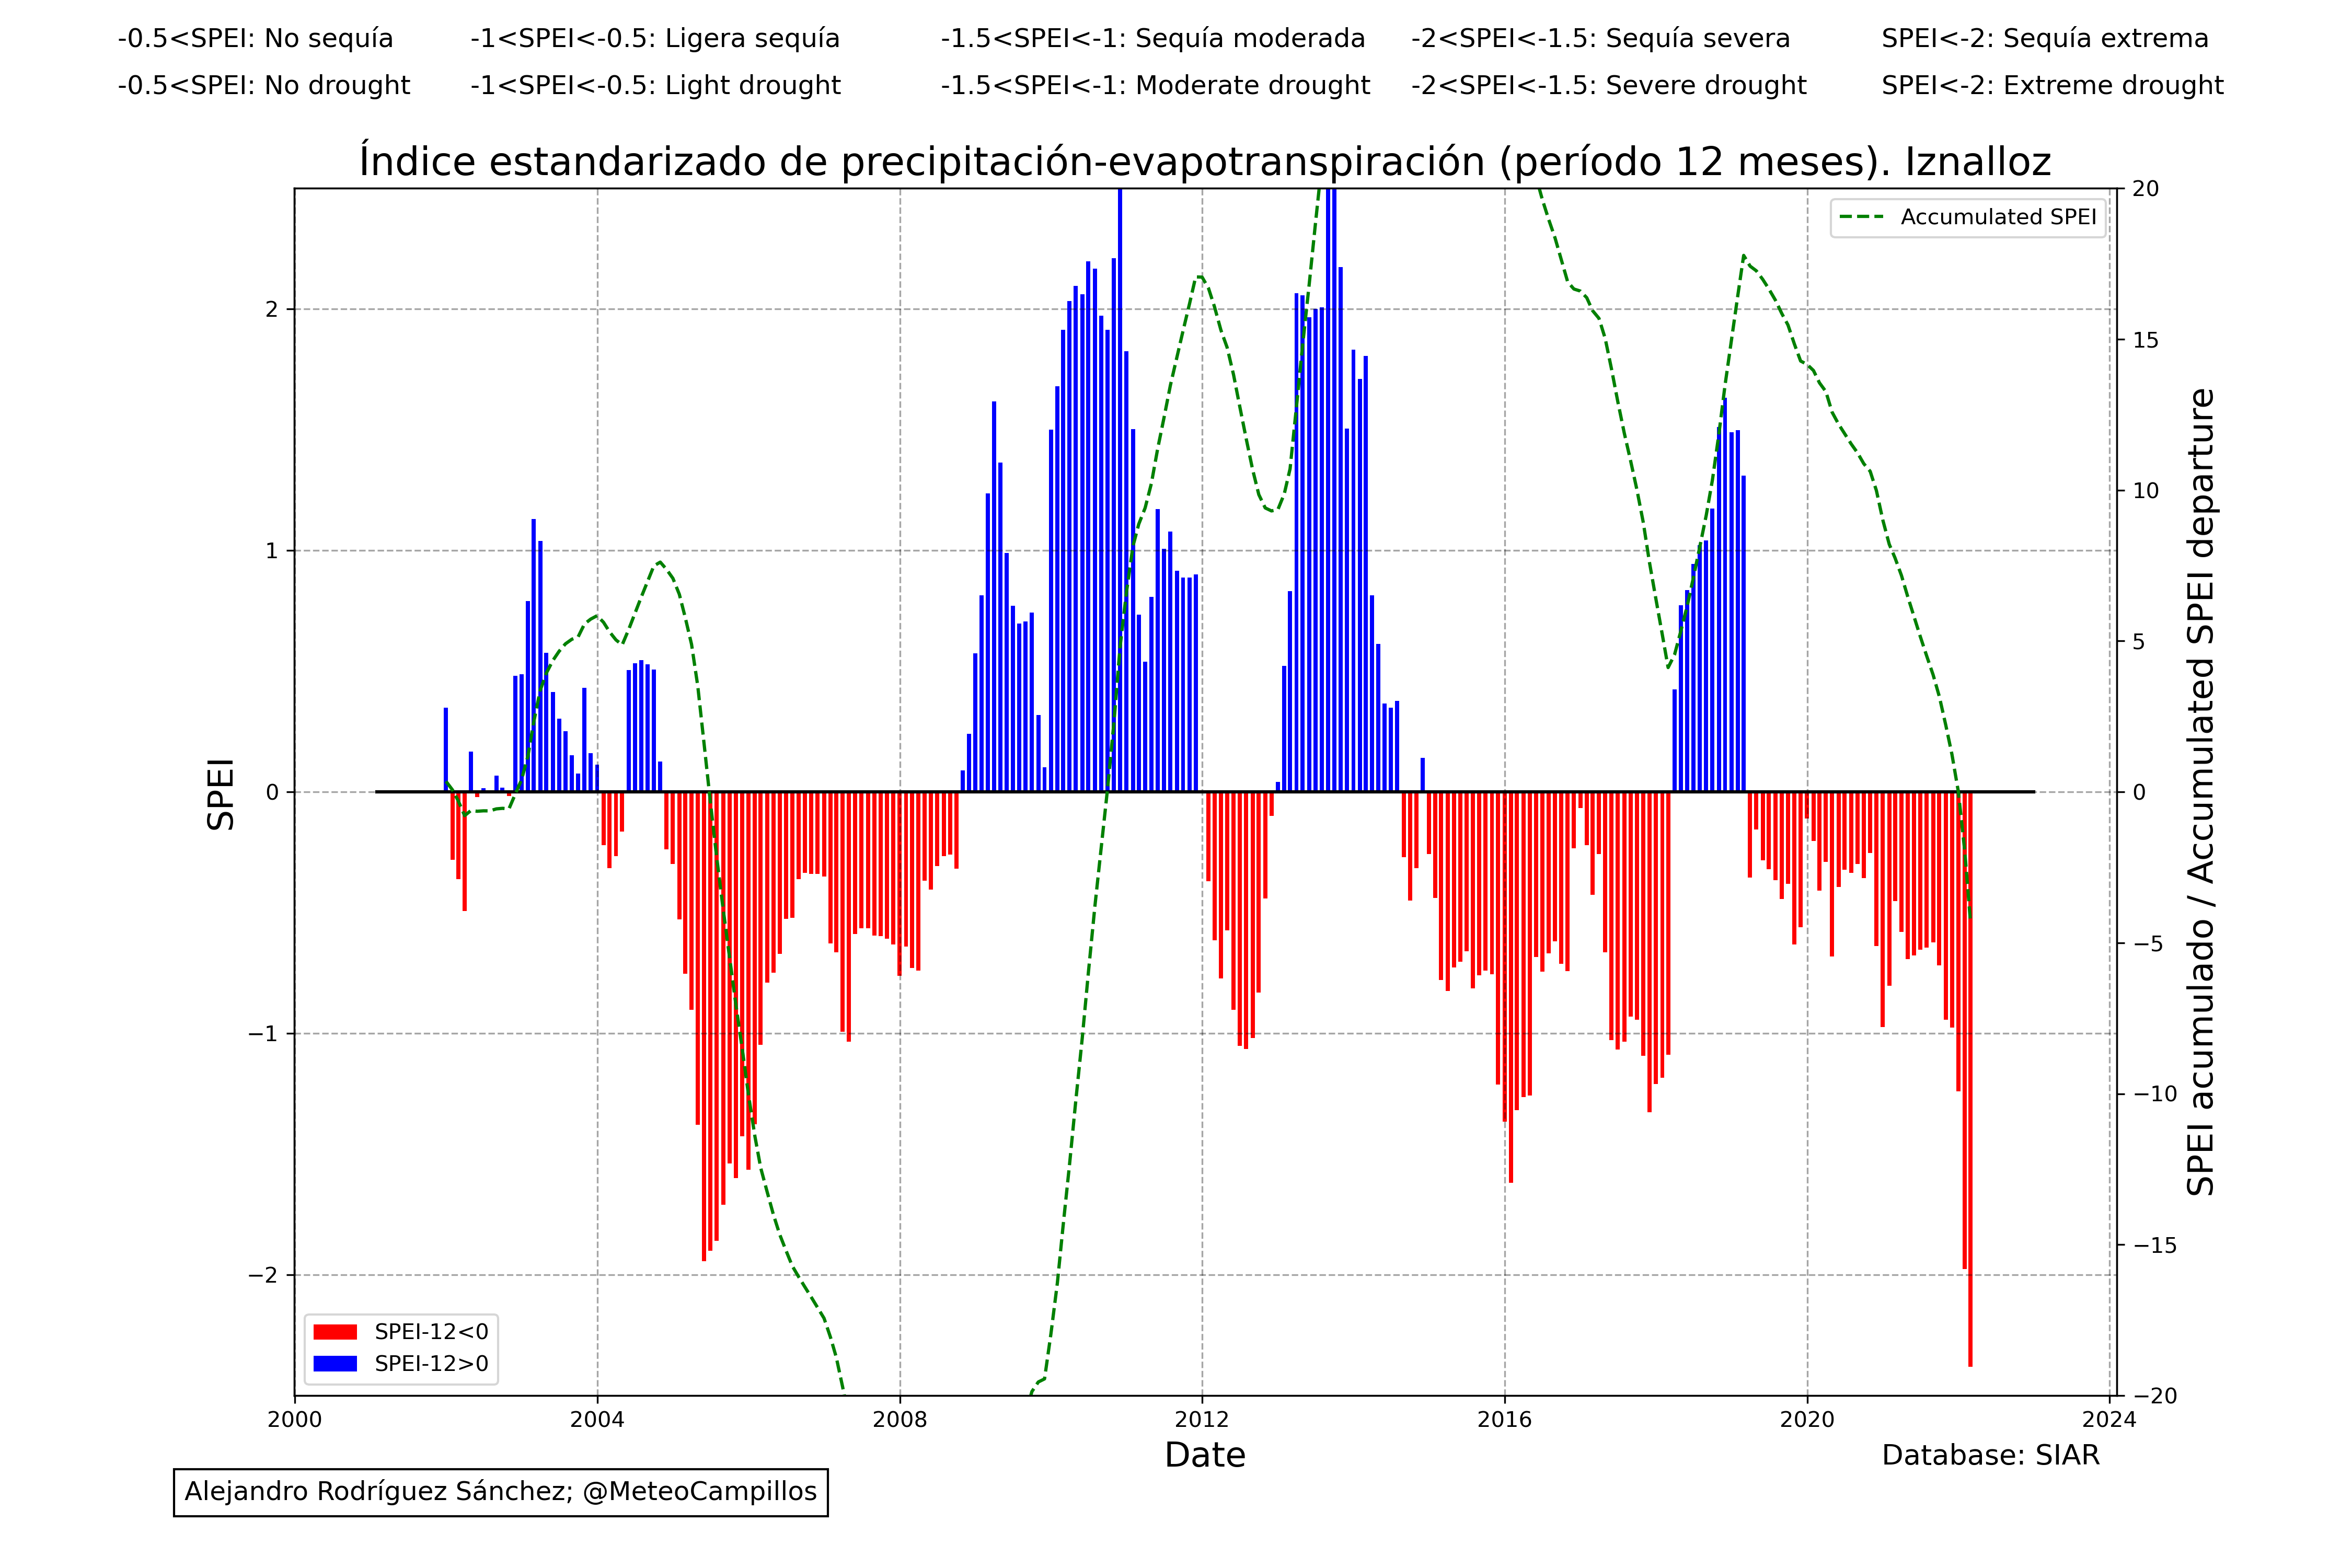 -0.5<SPEI: No sequía -1<SPEI<-0.5: Ligera sequía -1.5<SPEI<-1: Sequía moderada -2<SPEI<-1.5: Sequía severa SPEI<-2: Sequía extrema
-0.5<SPEI: No drought -1<SPEI<-0.5: Light drought -1.5<SPEI<-1: Moderate drought -2<SPEI<-1.5: Severe drought SPEI<-2: Extreme drought
Índice estandarizado de precipitación-evapotranspiración (período 12 meses). Iznalloz
Accumulated SPEI
SPEI
2
1
0
−1
−2
20
15
10
5
0
−5
−10
−15
−20
SPEI acumulado / Accumulated SPEI departure
SPEI-12<0
SPEI-12>0
2000 2004 2008 2012 2016 2020 2024
Date
Database: SIAR
Alejandro Rodríguez Sánchez; @MeteoCampillos